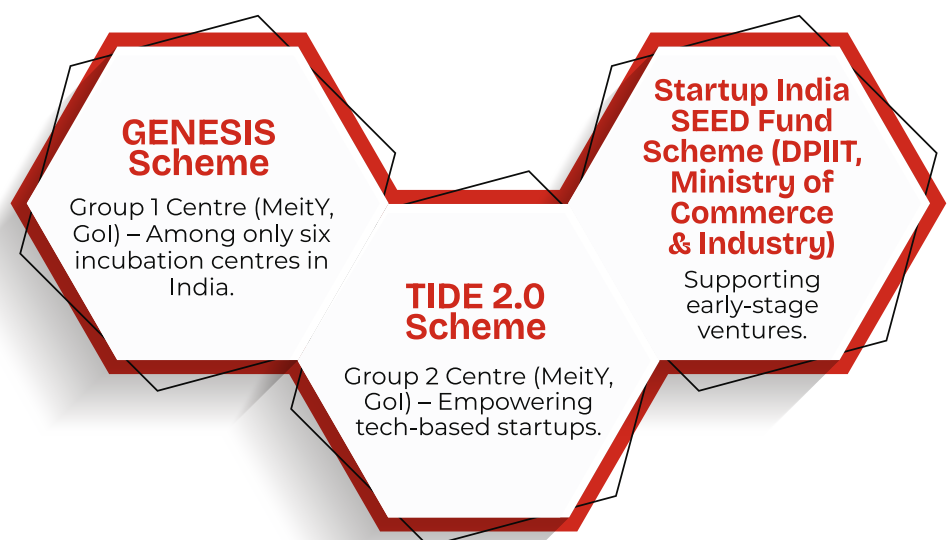 GENESIS
Scheme
Group 1 Centre (MeitY,
GoI) – Among only six
incubation centres in
India.
TIDE 2.0
Scheme
Group 2 Centre (MeitY,
GoI) – Empowering
tech-based startups.
Startup India
SEED Fund
Scheme (DPIIT,
Ministry of
Commerce
& Industry)
Supporting
early-stage
ventures.